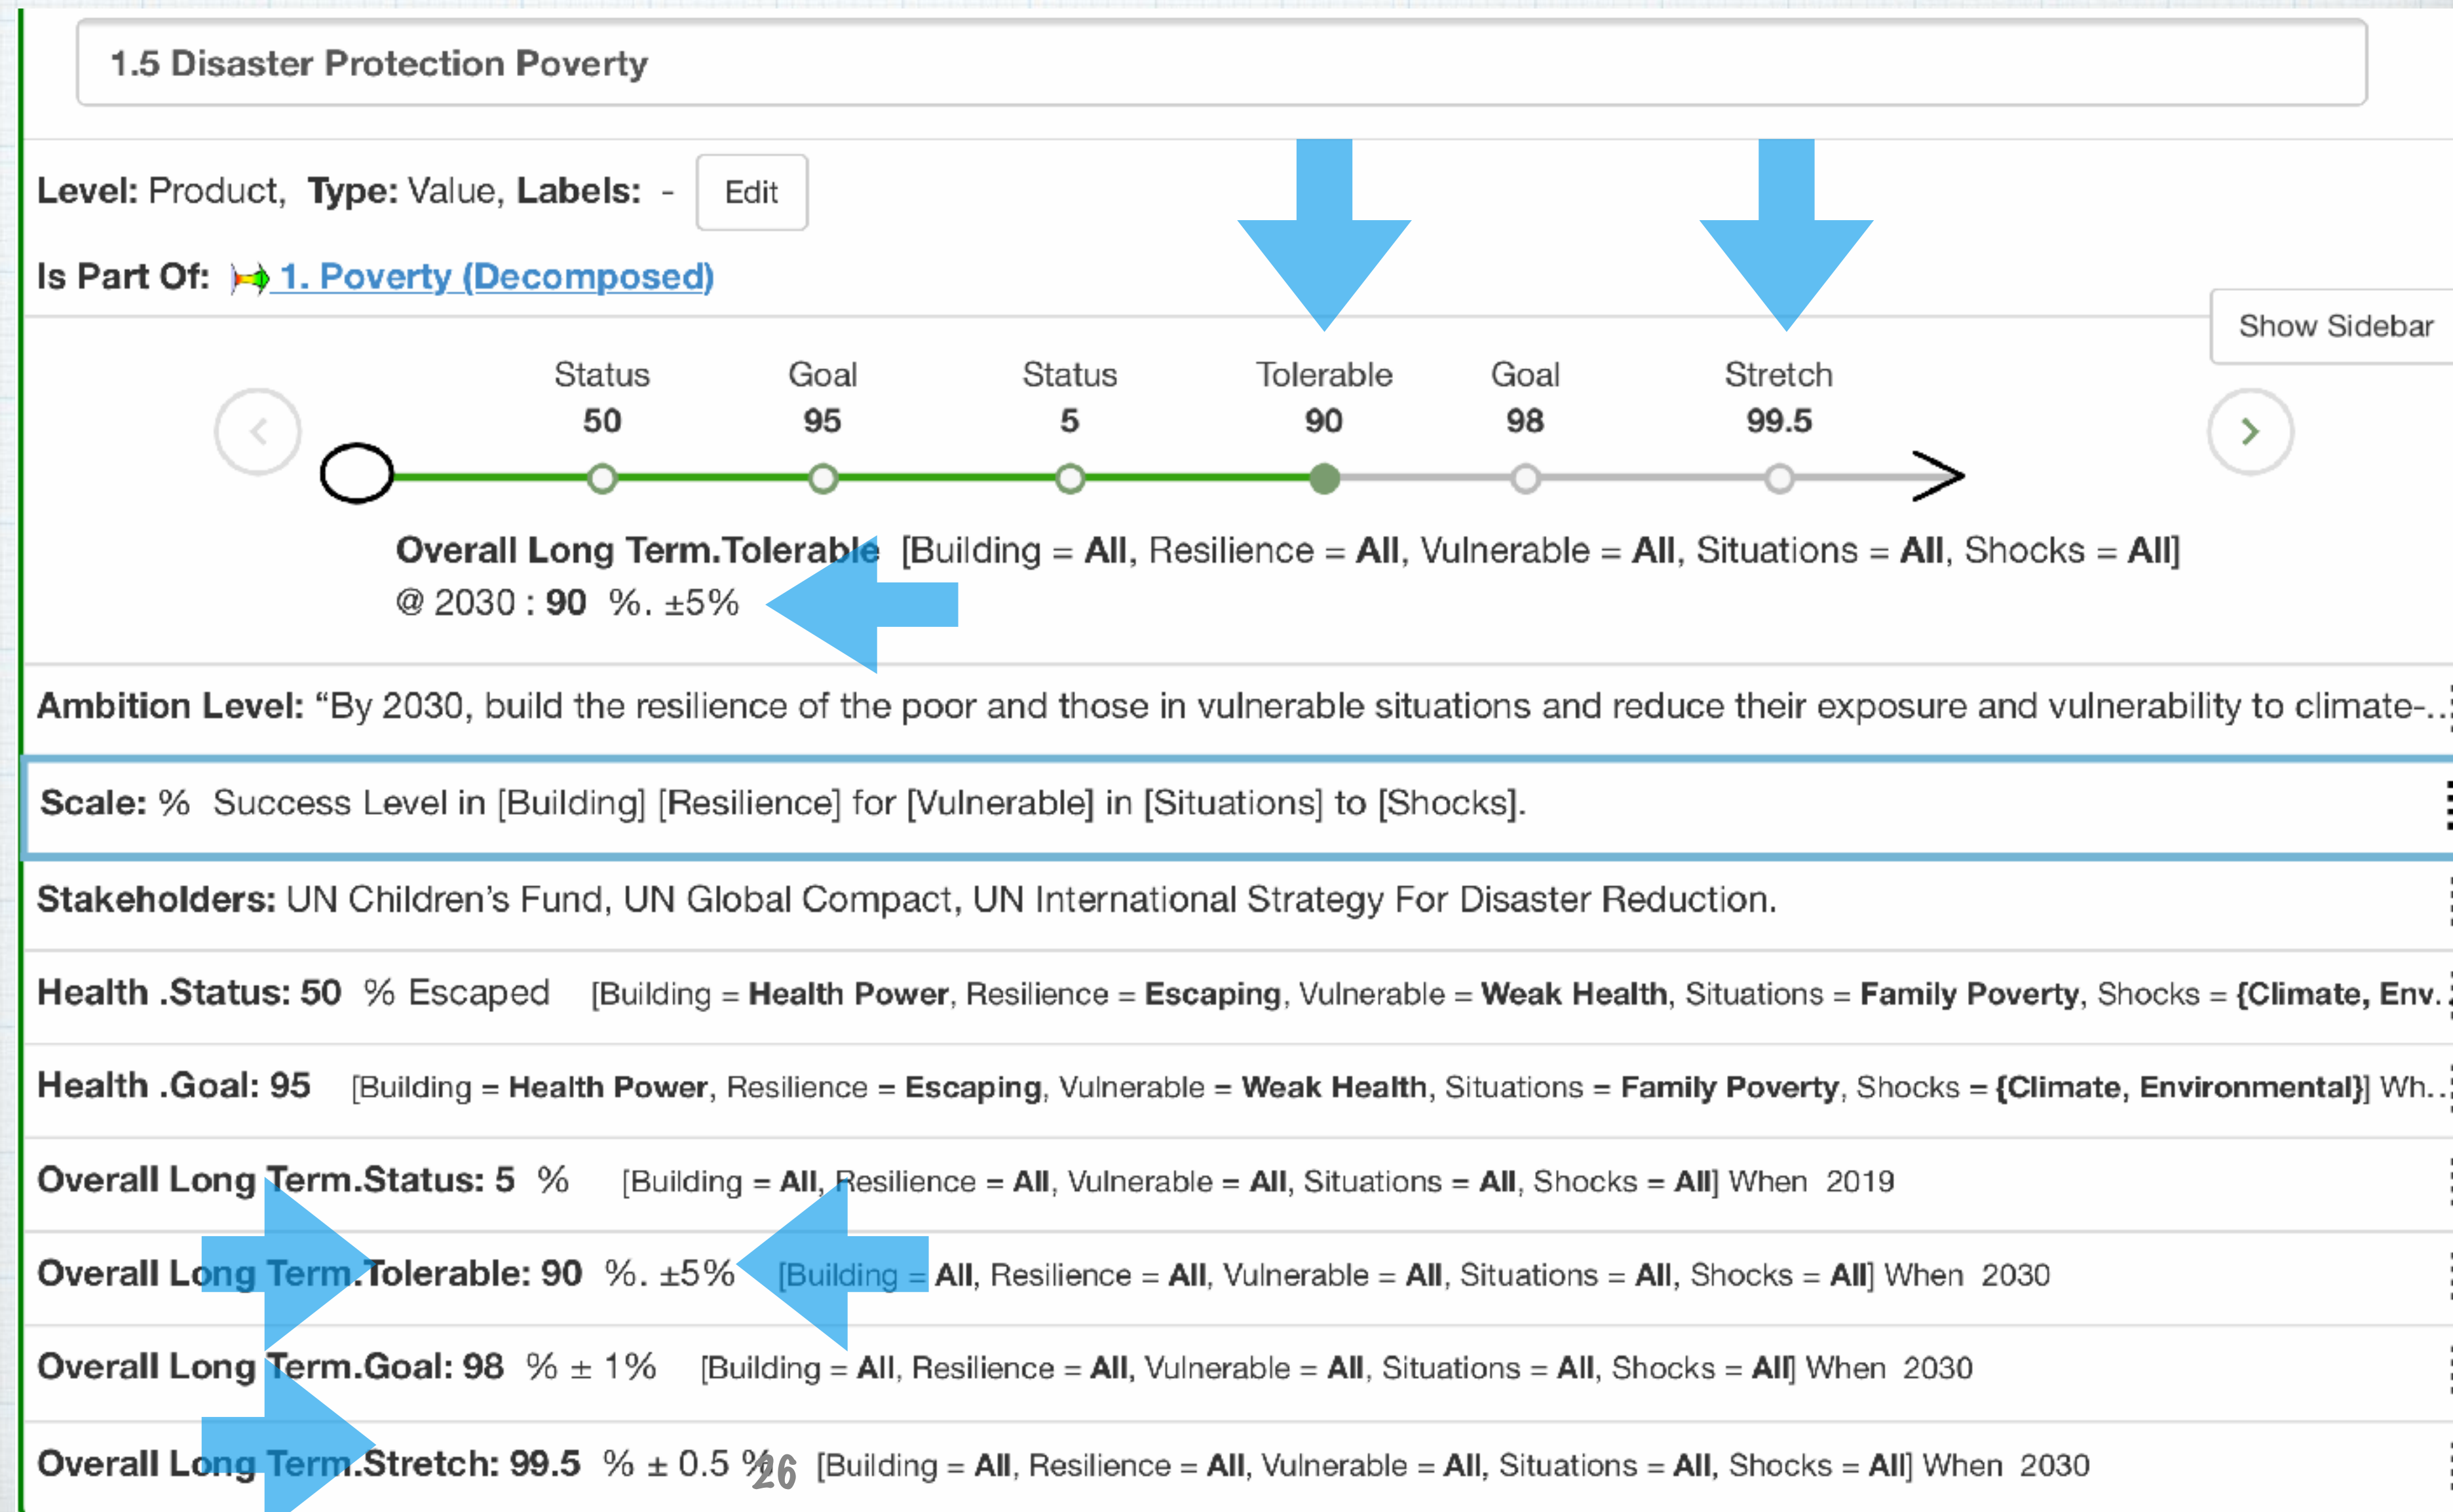 1.5 Disaster Protection Poverty
Level: Product, Type: Value, Labels: - Edit
Is Part Of: 1. Poverty (Decomposed)
Show Sidebar
Status Goal Status Tolerable Goal Stretch
50 95 5 90 98 99.5
Overall Long Term.Tolerable [Building = All, Resilience = All, Vulnerable = All, Situations = All, Shocks = All]
@ 2030 : 90 %. ±5%
Ambition Level: “By 2030, build the resilience of the poor and those in vulnerable situations and reduce their exposure and vulnerability to climate-...
Scale: % Success Level in [Building] [Resilience] for [Vulnerable] in [Situations] to [Shocks].
Stakeholders: UN Children’s Fund, UN Global Compact, UN International Strategy For Disaster Reduction.
Health .Status: 50 % Escaped [Building = Health Power, Resilience = Escaping, Vulnerable = Weak Health, Situations = Family Poverty, Shocks = {Climate, Env...
Health .Goal: 95 [Building = Health Power, Resilience = Escaping, Vulnerable = Weak Health, Situations = Family Poverty, Shocks = {Climate, Environmental}] Wh...
Overall Long Term.Status: 5 % [Building = All, Resilience = All, Vulnerable = All, Situations = All, Shocks = All] When 2019
Overall Long Term.Tolerable: 90 %. ±5% [Building = All, Resilience = All, Vulnerable = All, Situations = All, Shocks = All] When 2030
Overall Long Term.Goal: 98 % ± 1% [Building = All, Resilience = All, Vulnerable = All, Situations = All, Shocks = All] When 2030
Overall Long Term.Stretch: 99.5 % ± 0.5 % [Building = All, Resilience = All, Vulnerable = All, Situations = All, Shocks = All] When 2030
26